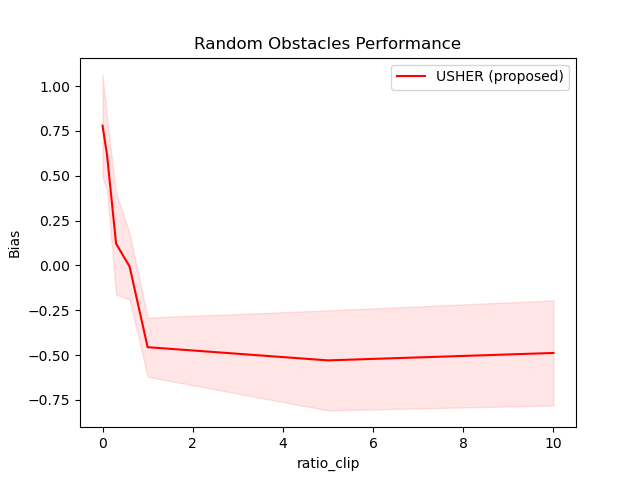 Random Obstacles Performance
USHER (proposed)
Bias
1.00
0.75
0.50
0.25
0.00
−0.25
−0.50
−0.75
0 2 4 6 8 10
ratio_clip